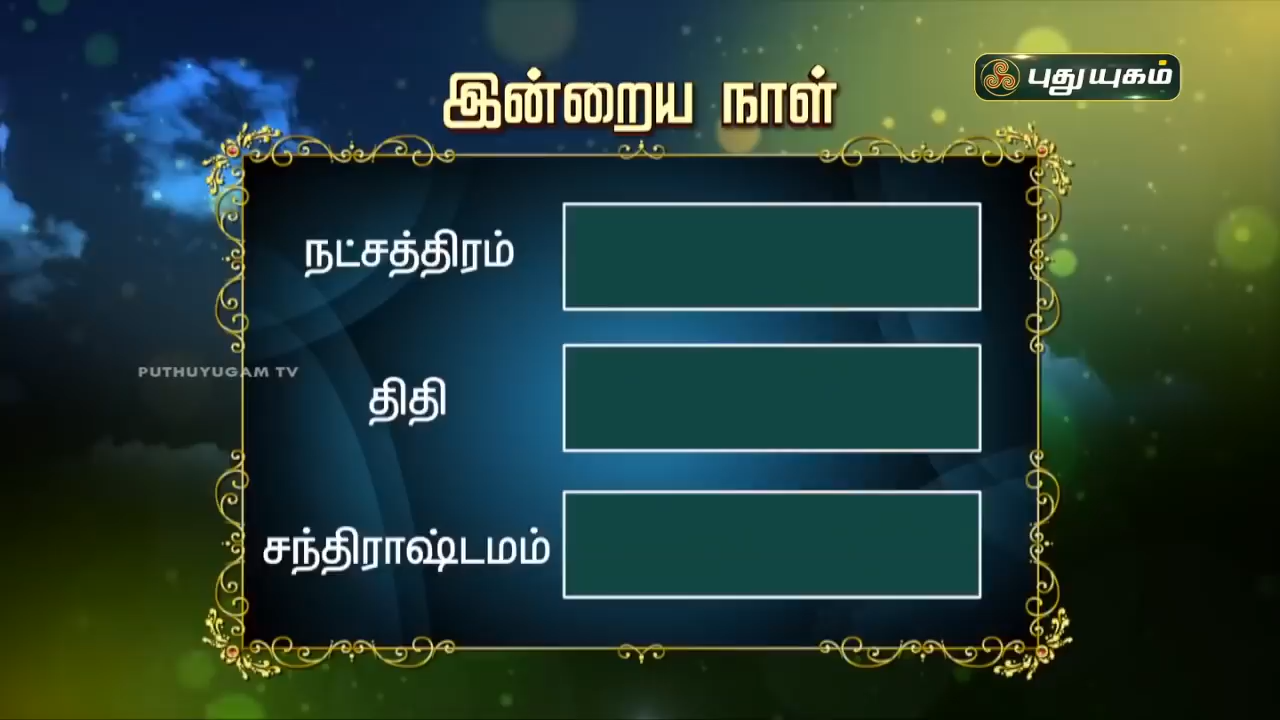 இன்றைய நாள்
புதுயுகம்
நட்சத்திரம்
PUTHUYUGAM TV
திதி
சந்திராஷ்டமம்